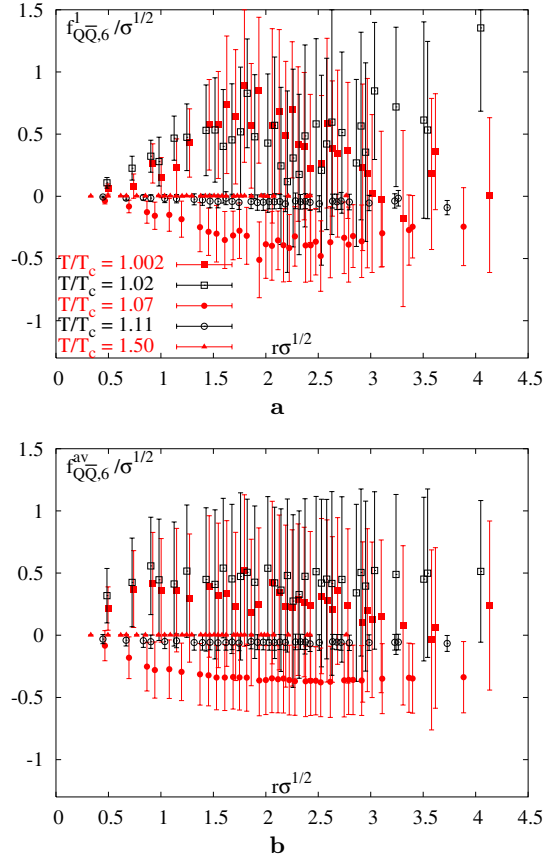 1.5
f^1_{QQ̅,6}/σ^{1/2}
1
0.5
0
-0.5
T/T_c = 1.002
T/T_c = 1.02
T/T_c = 1.07
-1
T/T_c = 1.11
T/T_c = 1.50
rσ^{1/2}
0 0.5 1 1.5 2 2.5 3 3.5 4 4.5
a
1.5
f^{av}_{QQ̅,6}/σ^{1/2}
1
0.5
0
-0.5
-1
rσ^{1/2}
0 0.5 1 1.5 2 2.5 3 3.5 4 4.5
b